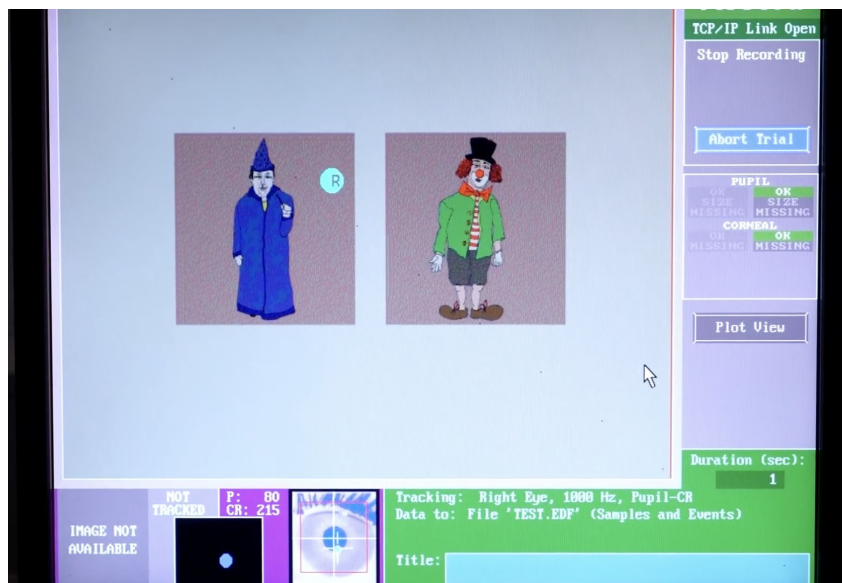 TCP/IP Link Open
Stop Recording
Abort Trial
R
PUPIL
OK OK
SIZE SIZE
MISSING MISSING
CORNEAL
OK OK
MISSING MISSING
Plot View
Duration (sec):
1
NOT
TRACKED
P: 80
CR: 215
IMAGE NOT
AVAILABLE
Tracking: Right Eye, 1000 Hz, Pupil-CR
Data to: File 'TEST.EDF' (Samples and Events)
Title: